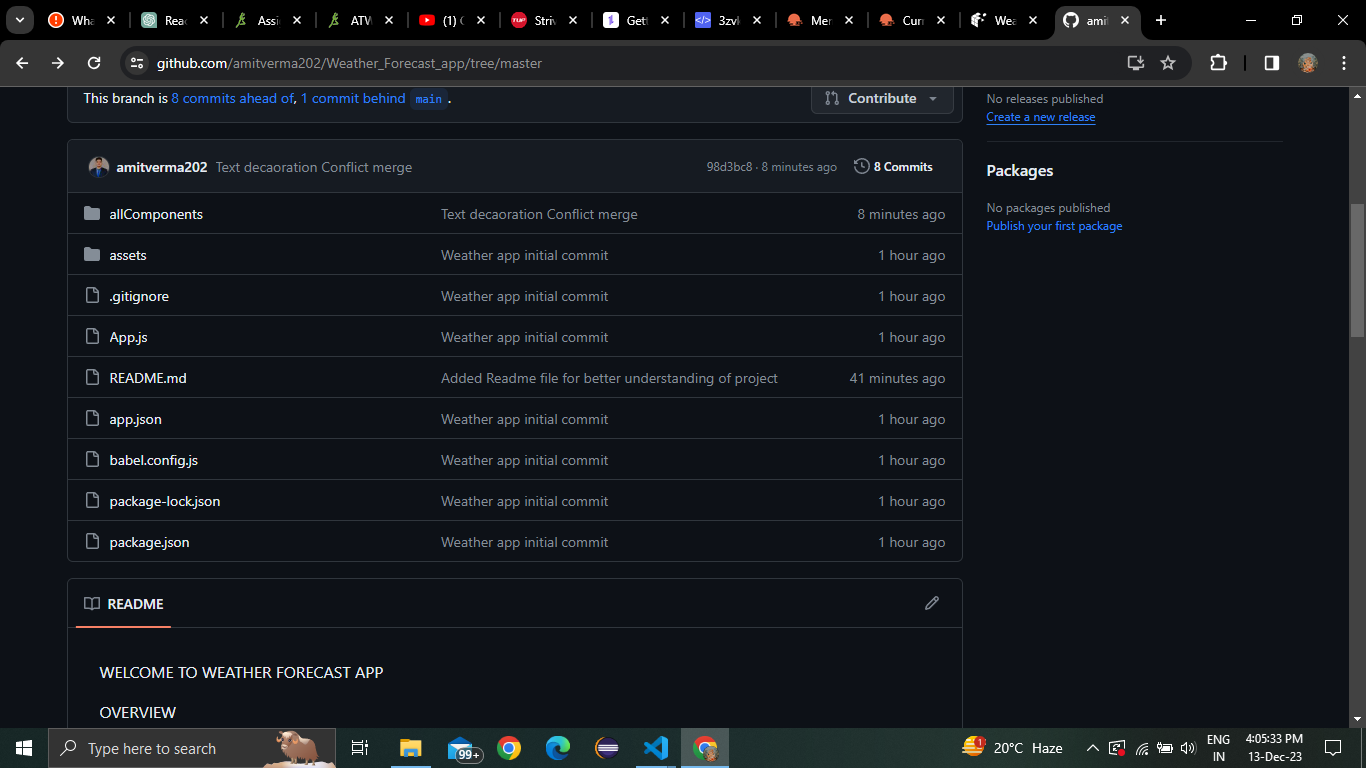 Wha
Read
Assi
ATW
(1)
Striv
Gett
3zvl
Mer
Curr
Wea
amit
github.com/amitverma202/Weather_Forecast_app/tree/master
This branch is 8 commits ahead of, 1 commit behind main .
Contribute
No releases published
Create a new release
amitverma202 Text decaoration Conflict merge 98d3bc8 · 8 minutes ago 8 Commits
Packages
No packages published
Publish your first package
allComponents Text decaoration Conflict merge 8 minutes ago
assets Weather app initial commit 1 hour ago
.gitignore Weather app initial commit 1 hour ago
App.js Weather app initial commit 1 hour ago
README.md Added Readme file for better understanding of project 41 minutes ago
app.json Weather app initial commit 1 hour ago
babel.config.js Weather app initial commit 1 hour ago
package-lock.json Weather app initial commit 1 hour ago
package.json Weather app initial commit 1 hour ago
README
WELCOME TO WEATHER FORECAST APP
OVERVIEW
Type here to search
99+
1
20°C Haze
ENG
IN
4:05:33 PM
13-Dec-23